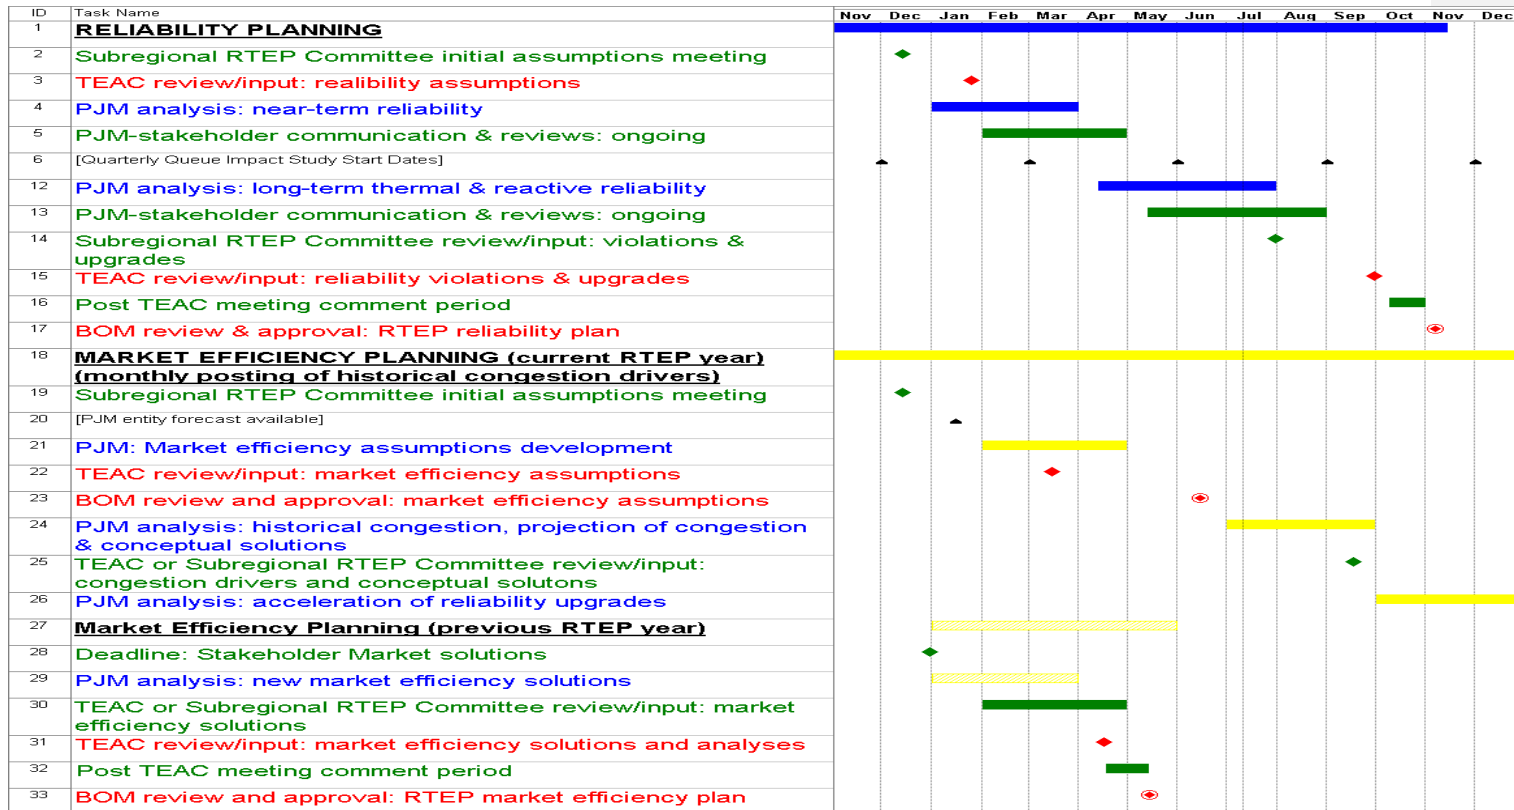 ID Task Name Nov Dec Jan Feb Mar Apr May Jun Jul Aug Sep Oct Nov Dec
1 RELIABILITY PLANNING
2 Subregional RTEP Committee initial assumptions meeting
3 TEAC review/input: realibility assumptions
4 PJM analysis: near-term reliability
5 PJM-stakeholder communication & reviews: ongoing
6 [Quarterly Queue Impact Study Start Dates]
12 PJM analysis: long-term thermal & reactive reliability
13 PJM-stakeholder communication & reviews: ongoing
14 Subregional RTEP Committee review/input: violations &
upgrades
15 TEAC review/input: reliability violations & upgrades
16 Post TEAC meeting comment period
17 BOM review & approval: RTEP reliability plan
18 MARKET EFFICIENCY PLANNING (current RTEP year)
(monthly posting of historical congestion drivers)
19 Subregional RTEP Committee initial assumptions meeting
20 [PJM entity forecast available]
21 PJM: Market efficiency assumptions development
22 TEAC review/input: market efficiency assumptions
23 BOM review and approval: market efficiency assumptions
24 PJM analysis: historical congestion, projection of congestion
& conceptual solutions
25 TEAC or Subregional RTEP Committee review/input:
congestion drivers and conceptual solutons
26 PJM analysis: acceleration of reliability upgrades
27 Market Efficiency Planning (previous RTEP year)
28 Deadline: Stakeholder Market solutions
29 PJM analysis: new market efficiency solutions
30 TEAC or Subregional RTEP Committee review/input: market
efficiency solutions
31 TEAC review/input: market efficiency solutions and analyses
32 Post TEAC meeting comment period
33 BOM review and approval: RTEP market efficiency plan